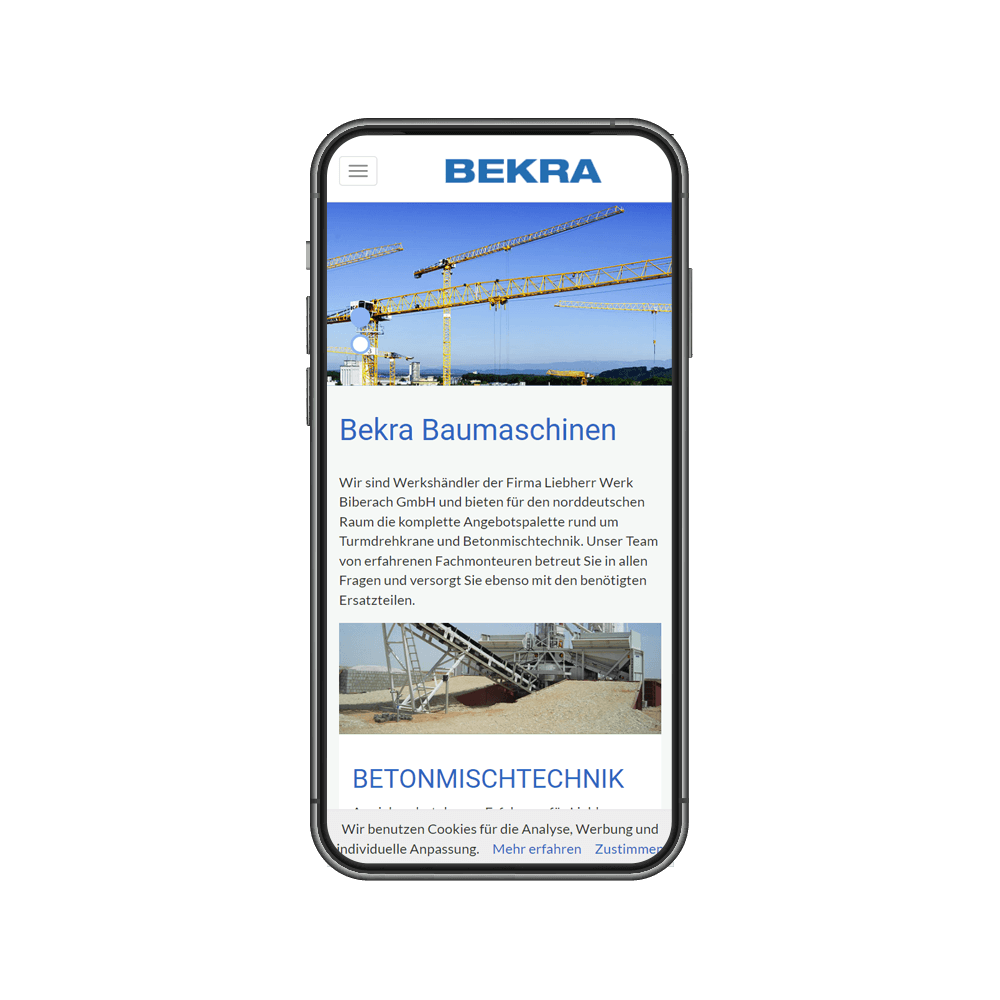 BEKRA
Bekra Baumaschinen
Wir sind Werkshändler der Firma Liebherr Werk
Biberach GmbH und bieten für den norddeutschen
Raum die komplette Angebotspalette rund um
Turmdrehkrane und Betonmischtechnik. Unser Team
von erfahrenen Fachmonteuren betreut Sie in allen
Fragen und versorgt Sie ebenso mit den benötigten
Ersatzteilen.
BETONMISCHTECHNIK
Wir benutzen Cookies für die Analyse, Werbung und
individuelle Anpassung. Mehr erfahren Zustimmen